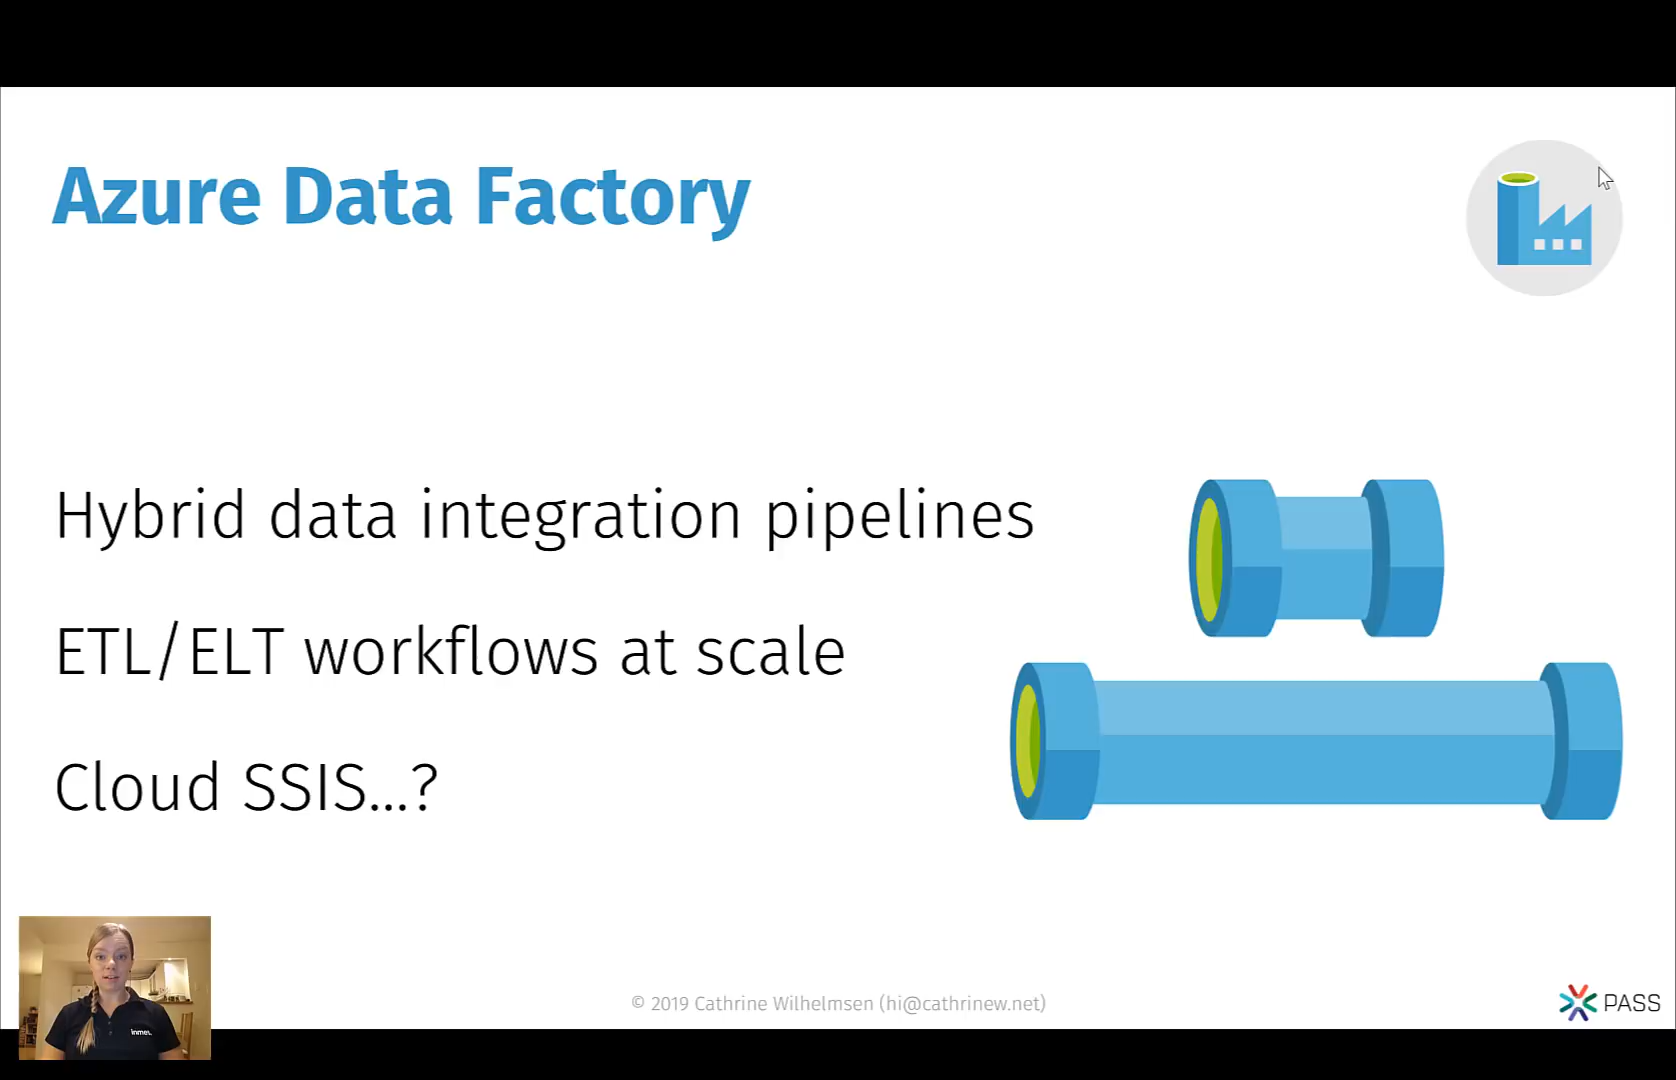 Azure Data Factory
Hybrid data integration pipelines
ETL/ELT workflows at scale
Cloud SSIS...?
inmeta
© 2019 Cathrine Wilhelmsen (hi@cathrinew.net)
PASS